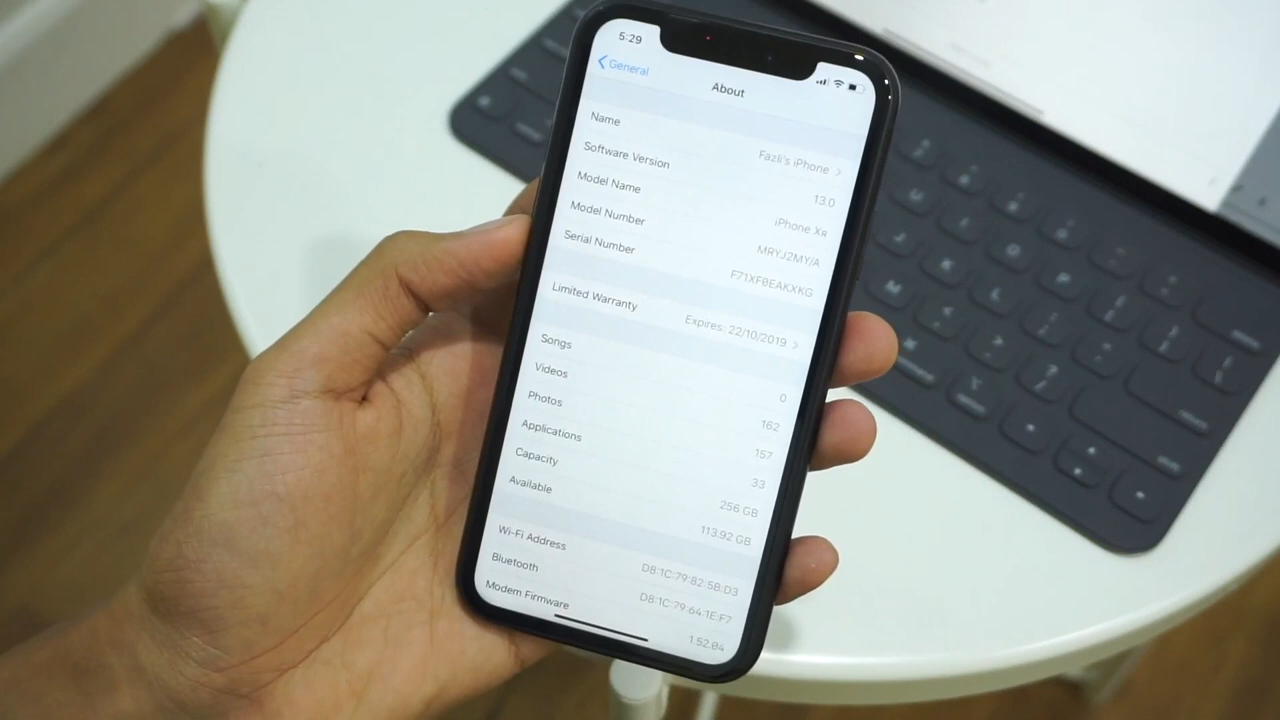 5:29
General
About
Name
Fazli's iPhone
Software Version
13.0
Model Name
iPhone XR
Model Number
MRYJ2MY/A
Serial Number
F71XF0EAKXKG
Limited Warranty
Expires: 22/10/2019
Songs
0
Videos
162
Photos
157
Applications
33
Capacity
256 GB
Available
113.92 GB
Wi-Fi Address
D8:1C:79:82:5B:D3
Bluetooth
D8:1C:79:64:1E:F7
Modem Firmware
1.52.04